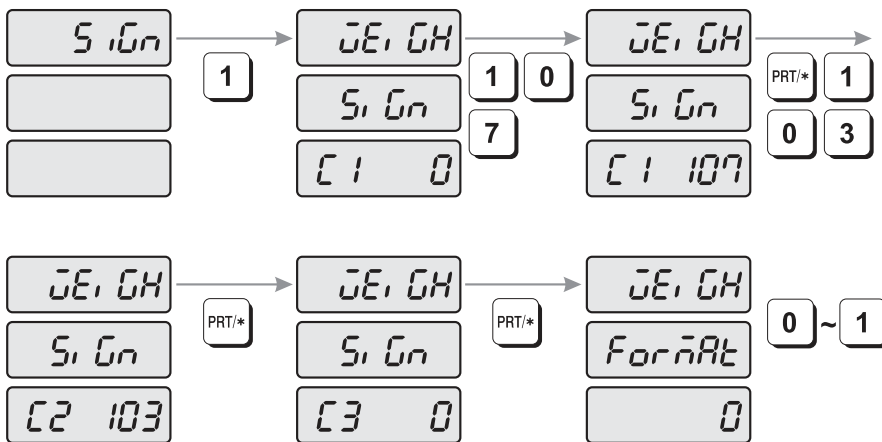 SiGn
1
WEiGH
SiGn
C1 0
1 0
7
WEiGH
SiGn
C1 107
PRT/* 1
0 3
WEiGH
SiGn
C2 103
PRT/*
WEiGH
SiGn
C3 0
PRT/*
WEiGH
ForMAt
0
0 ~ 1